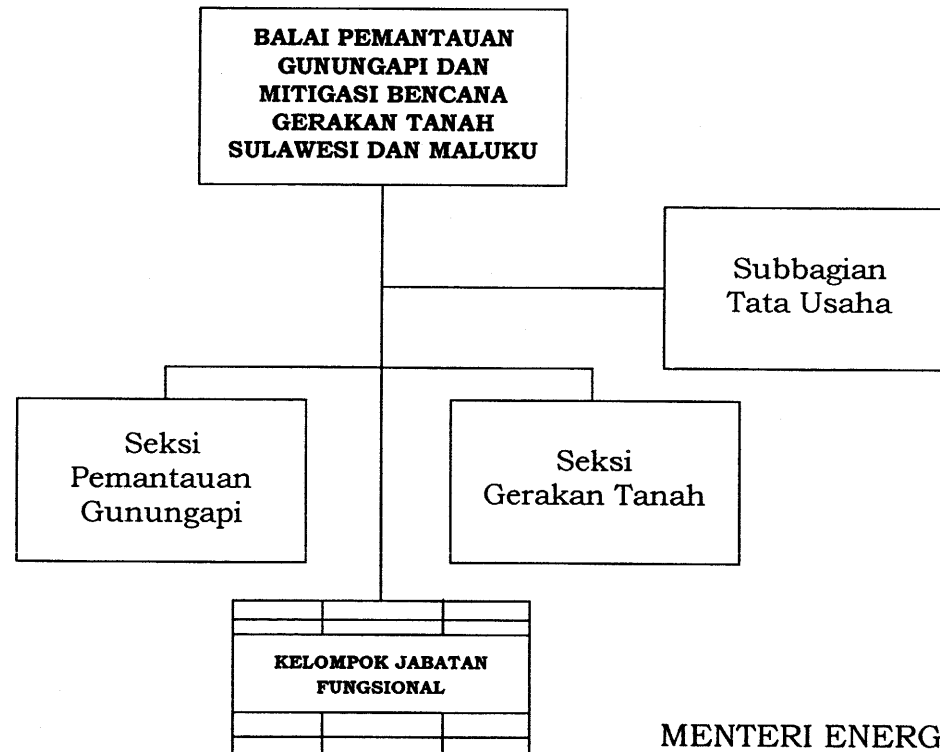 BALAI PEMANTAUAN
GUNUNGAPI DAN
MITIGASI BENCANA
GERAKAN TANAH
SULAWESI DAN MALUKU
Subbagian
Tata Usaha
Seksi
Pemantauan
Gunungapi
Seksi
Gerakan Tanah
KELOMPOK JABATAN
FUNGSIONAL
MENTERI ENERG